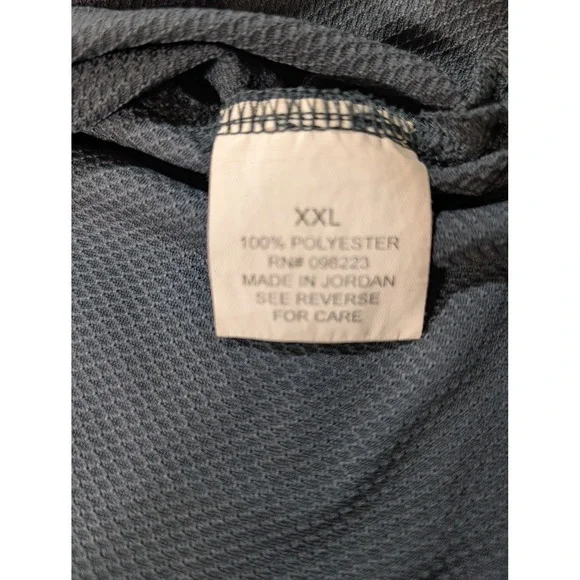 XXL
100% POLYESTER
RN# 098223
MADE IN JORDAN
SEE REVERSE
FOR CARE